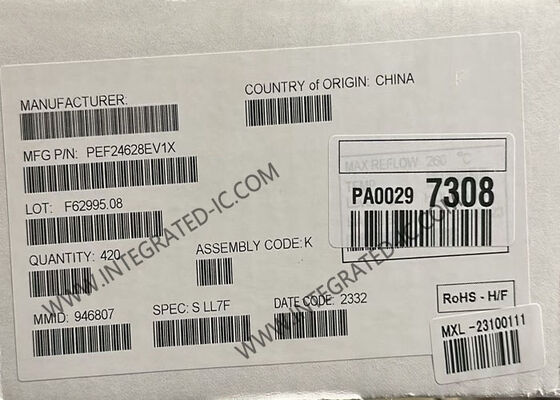 COUNTRY of ORIGIN: CHINA
MANUFACTURER:
MFG P/N: PEF24628EV1X
MAX REFLOW 260 °C
TEMP
PA0029 7308
LOT: F62995.08
QUANTITY: 420
ASSEMBLY CODE: K
MMID: 946807
SPEC: S LL7F
DATE CODE: 2332
RoHS - H/F
MXL -23100111
WWW.INTEGRATED-IC.COM
WWW.INTEGRATED-IC.COM